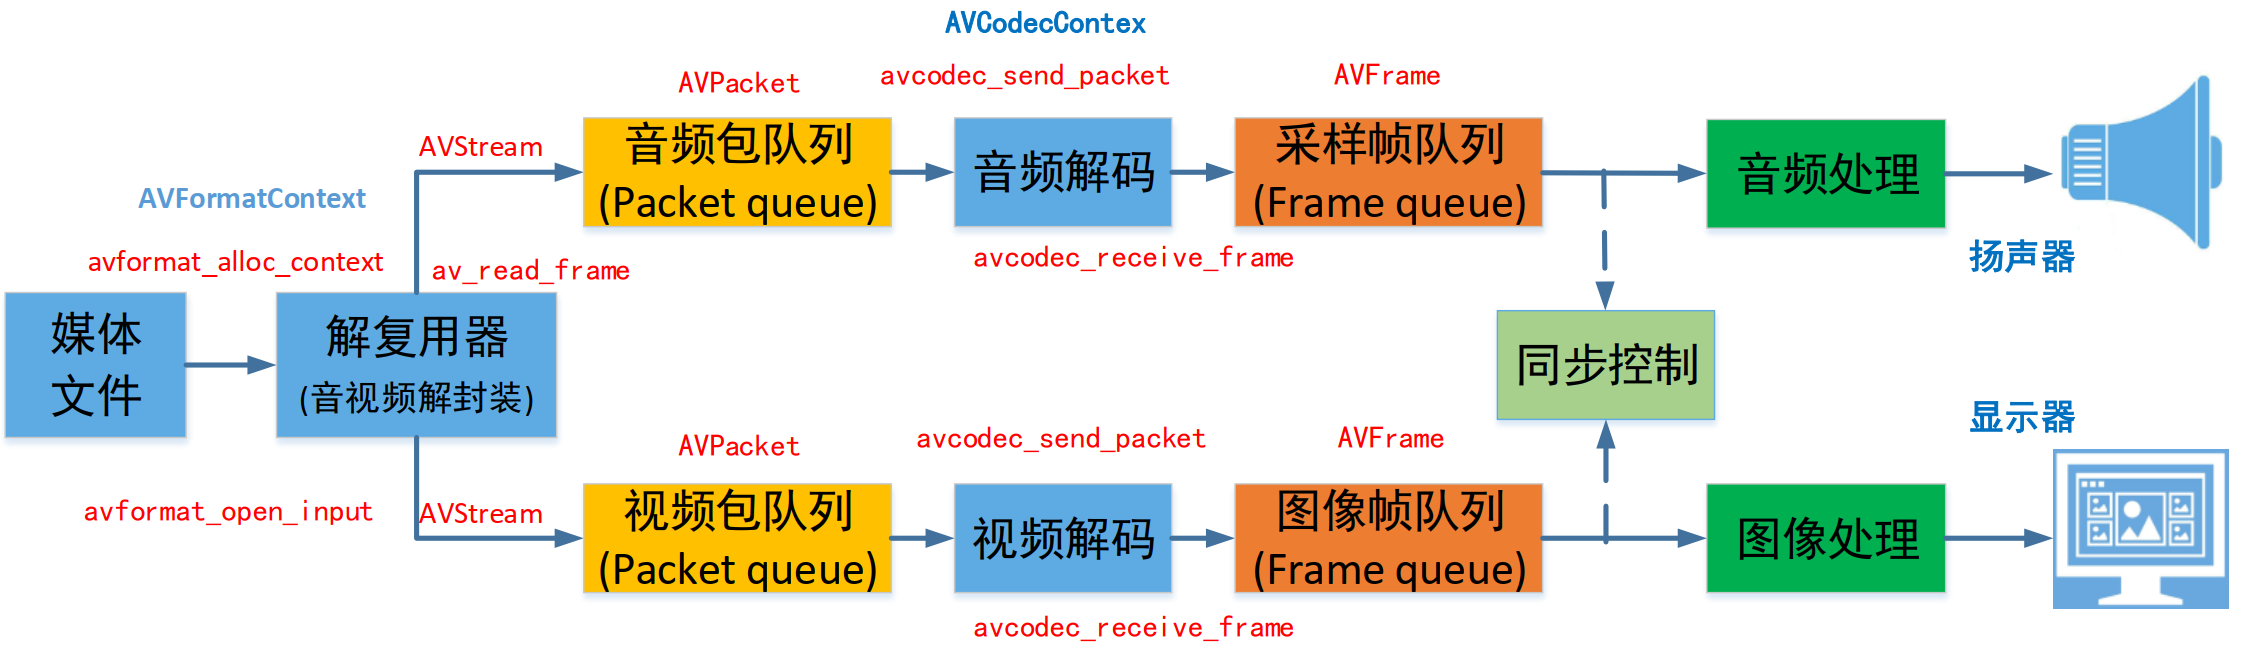 AVCodecContex
AVPacket
avcodec_send_packet
AVFrame
AVStream
音频包队列
(Packet queue)
音频解码
采样帧队列
(Frame queue)
音频处理
AVFormatContext
avformat_alloc_context
av_read_frame
avcodec_receive_frame
扬声器
媒体
文件
解复用器
(音视频解封装)
同步控制
显示器
AVPacket
avcodec_send_packet
AVFrame
avformat_open_input
AVStream
视频包队列
(Packet queue)
视频解码
图像帧队列
(Frame queue)
图像处理
avcodec_receive_frame